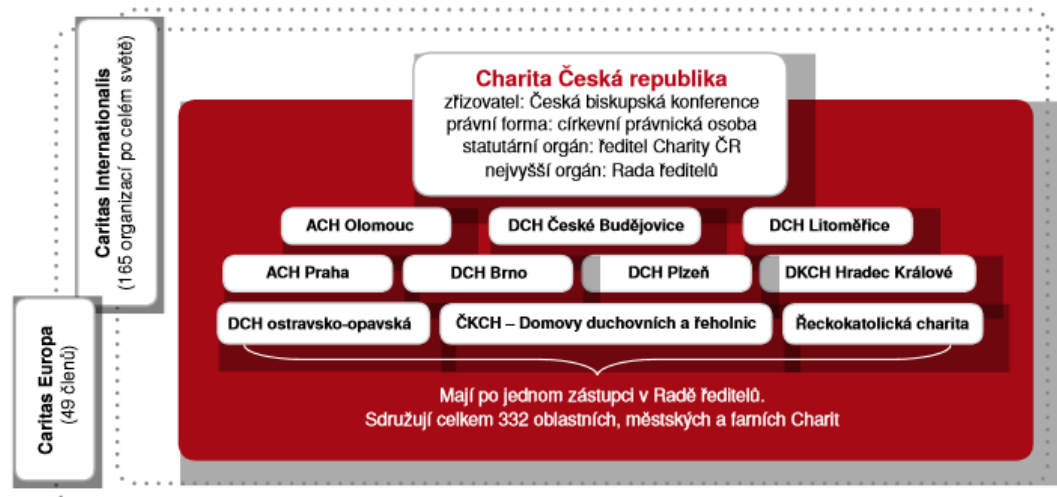 Caritas Internationalis
(165 organizací po celém světě)
Caritas Europa
(49 členů)
Charita Česká republika
zřizovatel: Česká biskupská konference
právní forma: církevní právnická osoba
statutární orgán: ředitel Charity ČR
nejvyšší orgán: Rada ředitelů
ACH Olomouc
DCH České Budějovice
DCH Litoměřice
ACH Praha
DCH Brno
DCH Plzeň
DKCH Hradec Králové
DCH ostravsko-opavská
ČKCH – Domovy duchovních a řeholnic
Řeckokatolická charita
Mají po jednom zástupci v Radě ředitelů.
Sdružují celkem 332 oblastních, městských a farních Charit